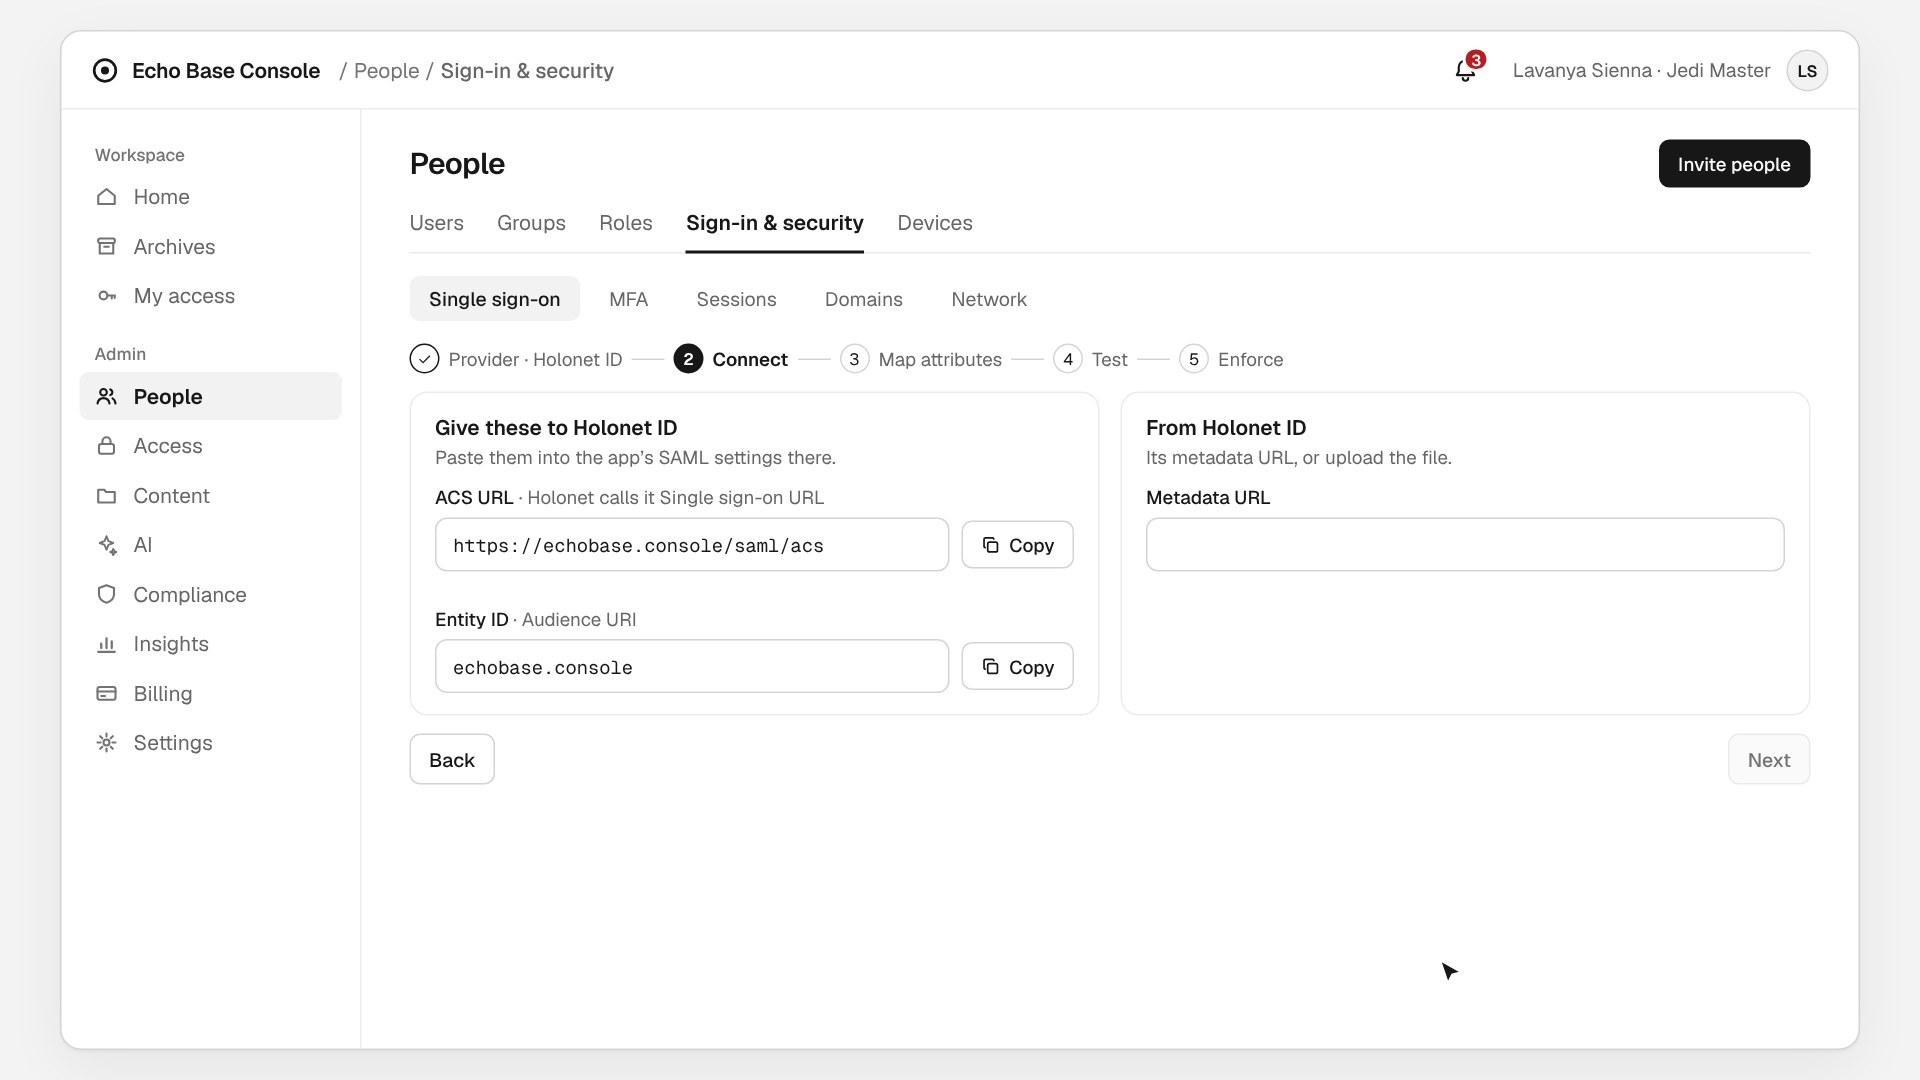 Echo Base Console / People / Sign-in & security
3
Lavanya Sienna · Jedi Master
LS
Workspace
Home
Archives
My access
Admin
People
Access
Content
AI
Compliance
Insights
Billing
Settings
People
Invite people
Users Groups Roles Sign-in & security Devices
Single sign-on MFA Sessions Domains Network
Provider · Holonet ID 2 Connect 3 Map attributes 4 Test 5 Enforce
Give these to Holonet ID
Paste them into the app’s SAML settings there.
ACS URL · Holonet calls it Single sign-on URL
https://echobase.console/saml/acs Copy
Entity ID · Audience URI
echobase.console Copy
From Holonet ID
Its metadata URL, or upload the file.
Metadata URL
Back
Next